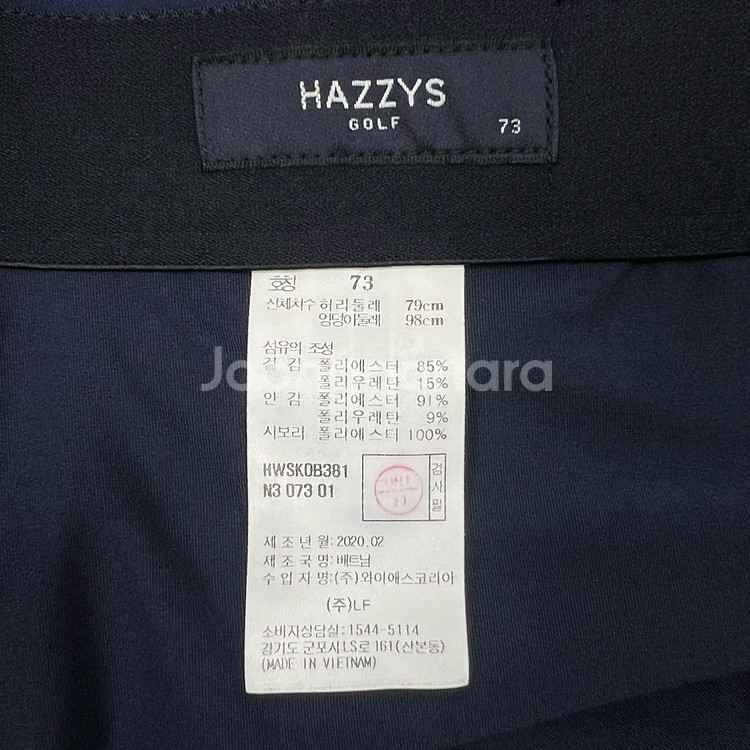 HAZZYS
GOLF
73
호칭 73
신체치수 허리둘레 79cm
엉덩이둘레 98cm
섬유의 조성
겉 감 폴리에스터 85%
폴리우레탄 15%
안 감 폴리에스터 91%
폴리우레탄 9%
시보리 폴리에스터 100%
HWSK0B381
N3 073 01
검사필
제 조 년 월:2020.02
제 조 국 명:베트남
수 입 자 명:(주)와이에스코리아
(주)LF
소비자상담실:1544-5114
경기도 군포시 LS로 161(산본동)
(MADE IN VIETNAM)